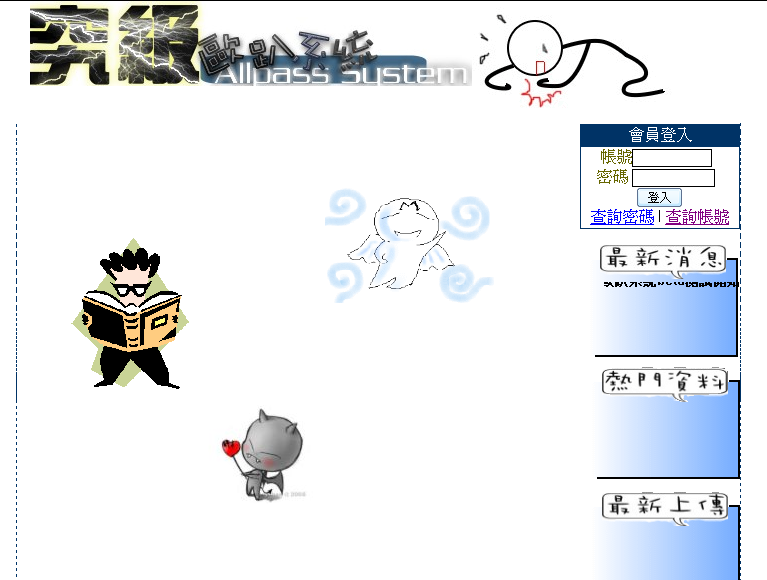 突級
歐趴系統
Allpass System
會員登入
帳號
密碼
登入
查詢密碼 | 查詢帳號
最新消息
熱門資料
最新上傳